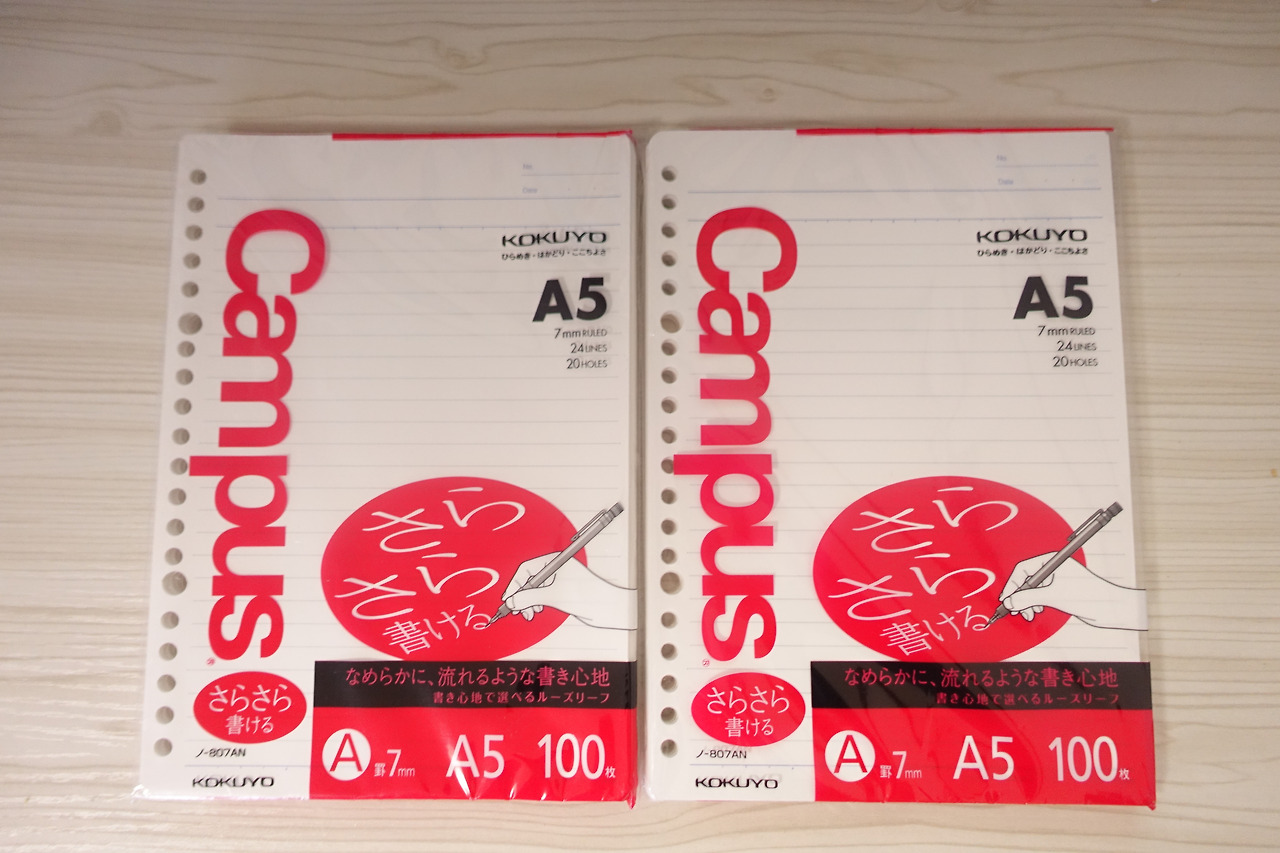 No.
Date
Campus®
KOKUYO
ひらめき・はかどり・ここちよさ
A5
7mm RULED
24 LINES
20 HOLES
さらさら書ける
なめらかに、流れるような書き心地
書き心地で選べるルーズリーフ
さらさら
書ける
ノ-807AN
KOKUYO
A 罫 7mm A5 100枚
No.
Date
Campus®
KOKUYO
ひらめき・はかどり・ここちよさ
A5
7mm RULED
24 LINES
20 HOLES
さら
さら
書ける
なめらかに、流れるような書き心地
書き心地で選べるルーズリーフ
さらさら
書ける
ノ-807AN
KOKUYO
A 罫 7mm A5 100枚